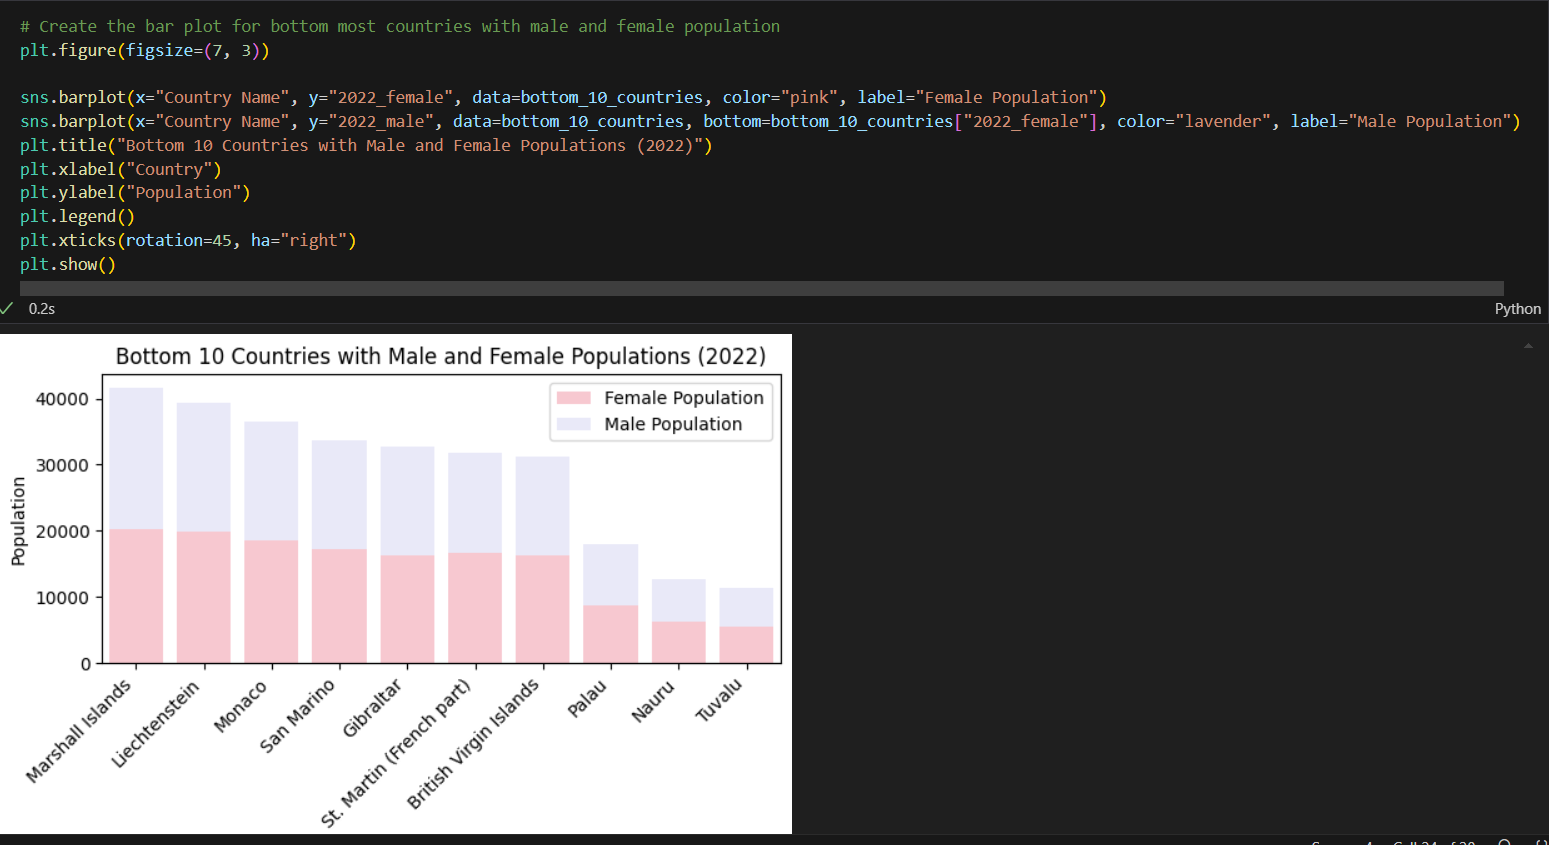 # Create the bar plot for bottom most countries with male and female population
plt.figure(figsize=(7, 3))
sns.barplot(x="Country Name", y="2022_female", data=bottom_10_countries, color="pink", label="Female Population")
sns.barplot(x="Country Name", y="2022_male", data=bottom_10_countries, bottom=bottom_10_countries["2022_female"], color="lavender", label="Male Population")
plt.title("Bottom 10 Countries with Male and Female Populations (2022)")
plt.xlabel("Country")
plt.ylabel("Population")
plt.legend()
plt.xticks(rotation=45, ha="right")
plt.show()
0.2s
Python
Bottom 10 Countries with Male and Female Populations (2022)
Female Population
Male Population
Population
40000
30000
20000
10000
0
Marshall Islands
Liechtenstein
Monaco
San Marino
Gibraltar
St. Martin (French part)
British Virgin Islands
Palau
Nauru
Tuvalu